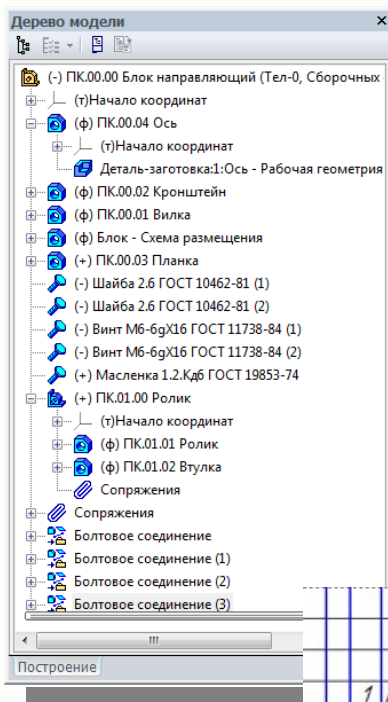 Дерево модели
(-) ПК.00.00 Блок направляющий (Тел-0, Сборочных
(т)Начало координат
(ф) ПК.00.04 Ось
(т)Начало координат
Деталь-заготовка:1:Ось - Рабочая геометрия
(ф) ПК.00.02 Кронштейн
(ф) ПК.00.01 Вилка
(ф) Блок - Схема размещения
(+) ПК.00.03 Планка
(-) Шайба 2.6 ГОСТ 10462-81 (1)
(-) Шайба 2.6 ГОСТ 10462-81 (2)
(-) Винт М6-6gX16 ГОСТ 11738-84 (1)
(-) Винт М6-6gX16 ГОСТ 11738-84 (2)
(+) Масленка 1.2.Кд6 ГОСТ 19853-74
(+) ПК.01.00 Ролик
(т)Начало координат
(ф) ПК.01.01 Ролик
(ф) ПК.01.02 Втулка
Сопряжения
Сопряжения
Болтовое соединение
Болтовое соединение (1)
Болтовое соединение (2)
Болтовое соединение (3)
Построение
1